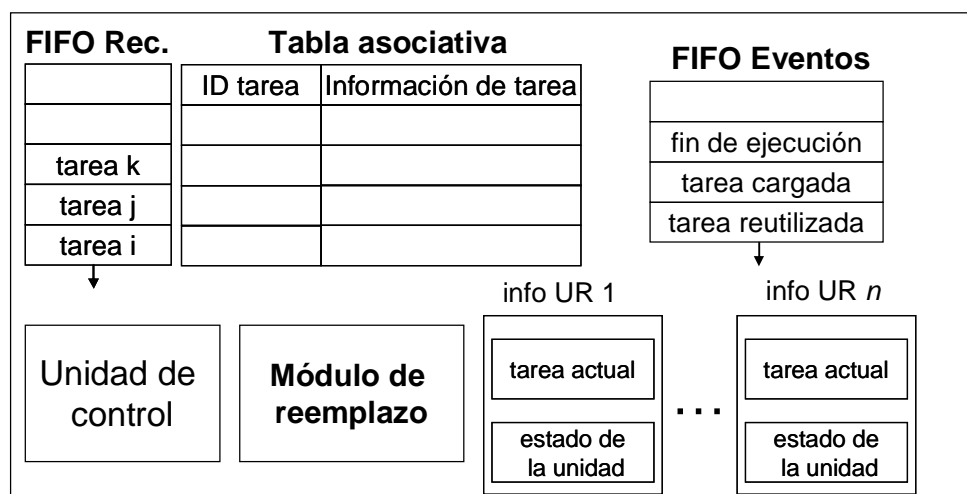 FIFO Rec.
tarea k
tarea j
tarea i
Tabla asociativa
ID tarea
Información de tarea
FIFO Eventos
fin de ejecución
tarea cargada
tarea reutilizada
Unidad de
control
Módulo de
reemplazo
info UR 1
tarea actual
estado de
la unidad
...
info UR n
tarea actual
estado de
la unidad